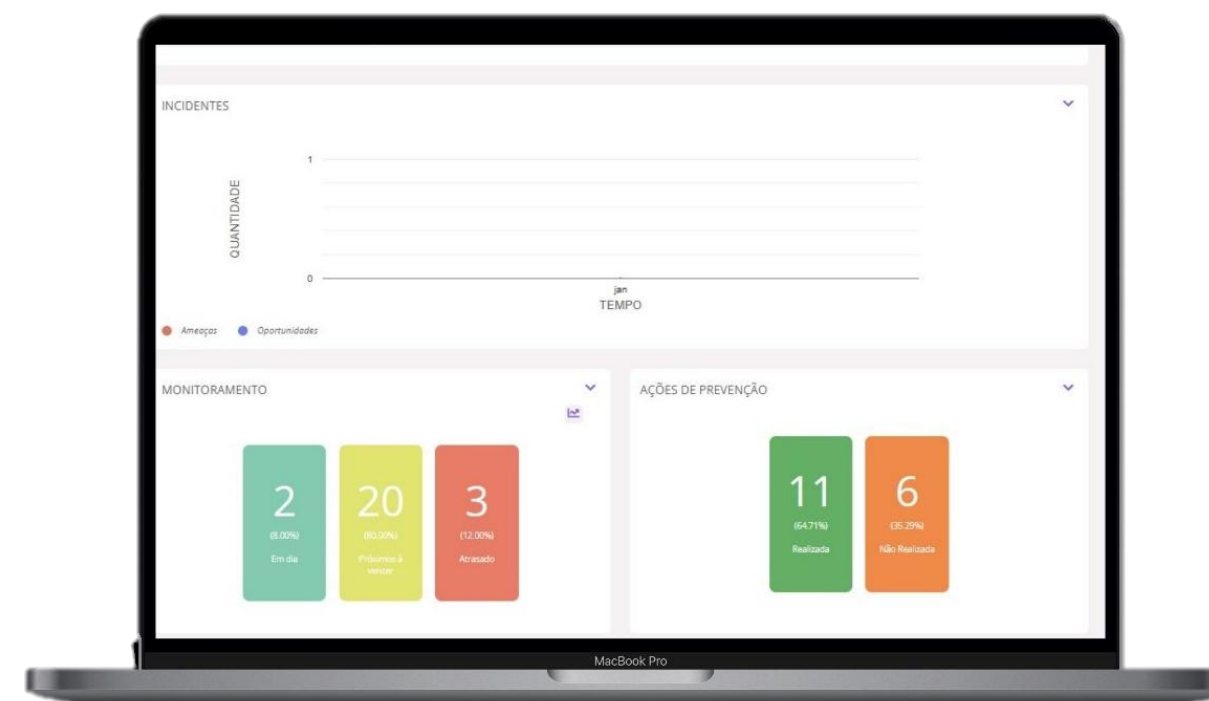 INCIDENTES
1
QUANTIDADE
0
jan
TEMPO
Ameaças Oportunidades
MONITORAMENTO
AÇÕES DE PREVENÇÃO
2 20 3
(8.00%) (80.00%) (12.00%)
Em dia Próximos à vencer Atrasado
11 6
(64.71%) (35.29%)
Realizada Não Realizada
MacBook Pro